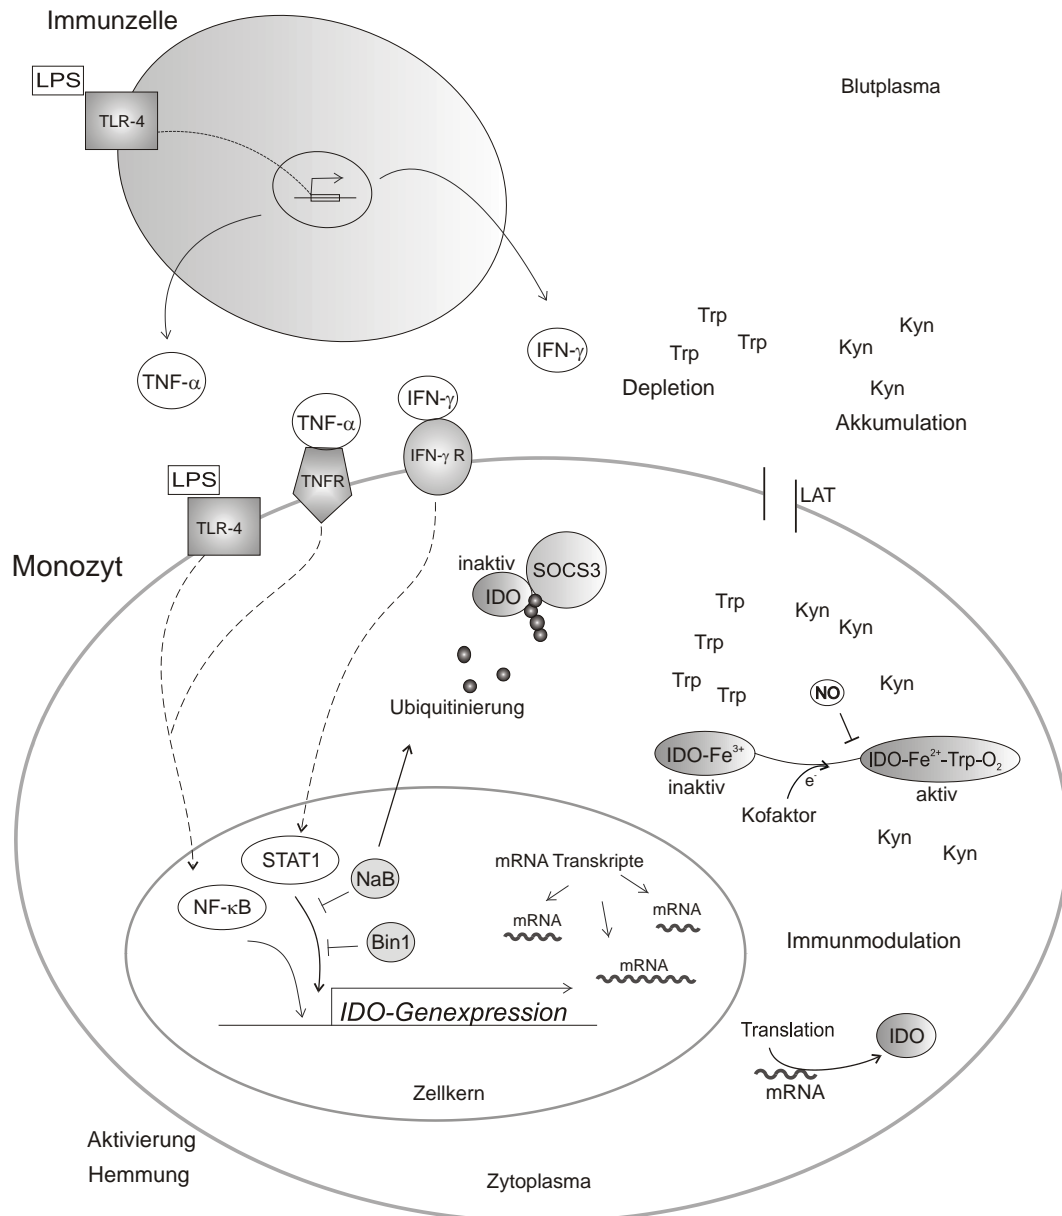 Immunzelle
LPS
TLR-4
Blutplasma
TNF-α
IFN-γ
Trp
Trp
Trp
Depletion
Kyn
Kyn
Kyn
Akkumulation
TNF-α
TNFR
IFN-γ
IFN-γ R
LPS
TLR-4
LAT
Monozyt
inaktiv
IDO
SOCS3
Ubiquitinierung
Trp
Trp
Trp
Trp
Kyn
Kyn
Kyn
NO
IDO-Fe³⁺
inaktiv
e⁻
Kofaktor
IDO-Fe²⁺-Trp-O₂
aktiv
Kyn
Kyn
STAT1
NF-κB
NaB
Bin1
mRNA Transkripte
mRNA
mRNA
mRNA
IDO-Genexpression
Zellkern
Immunmodulation
Translation
IDO
mRNA
Aktivierung
Hemmung
Zytoplasma